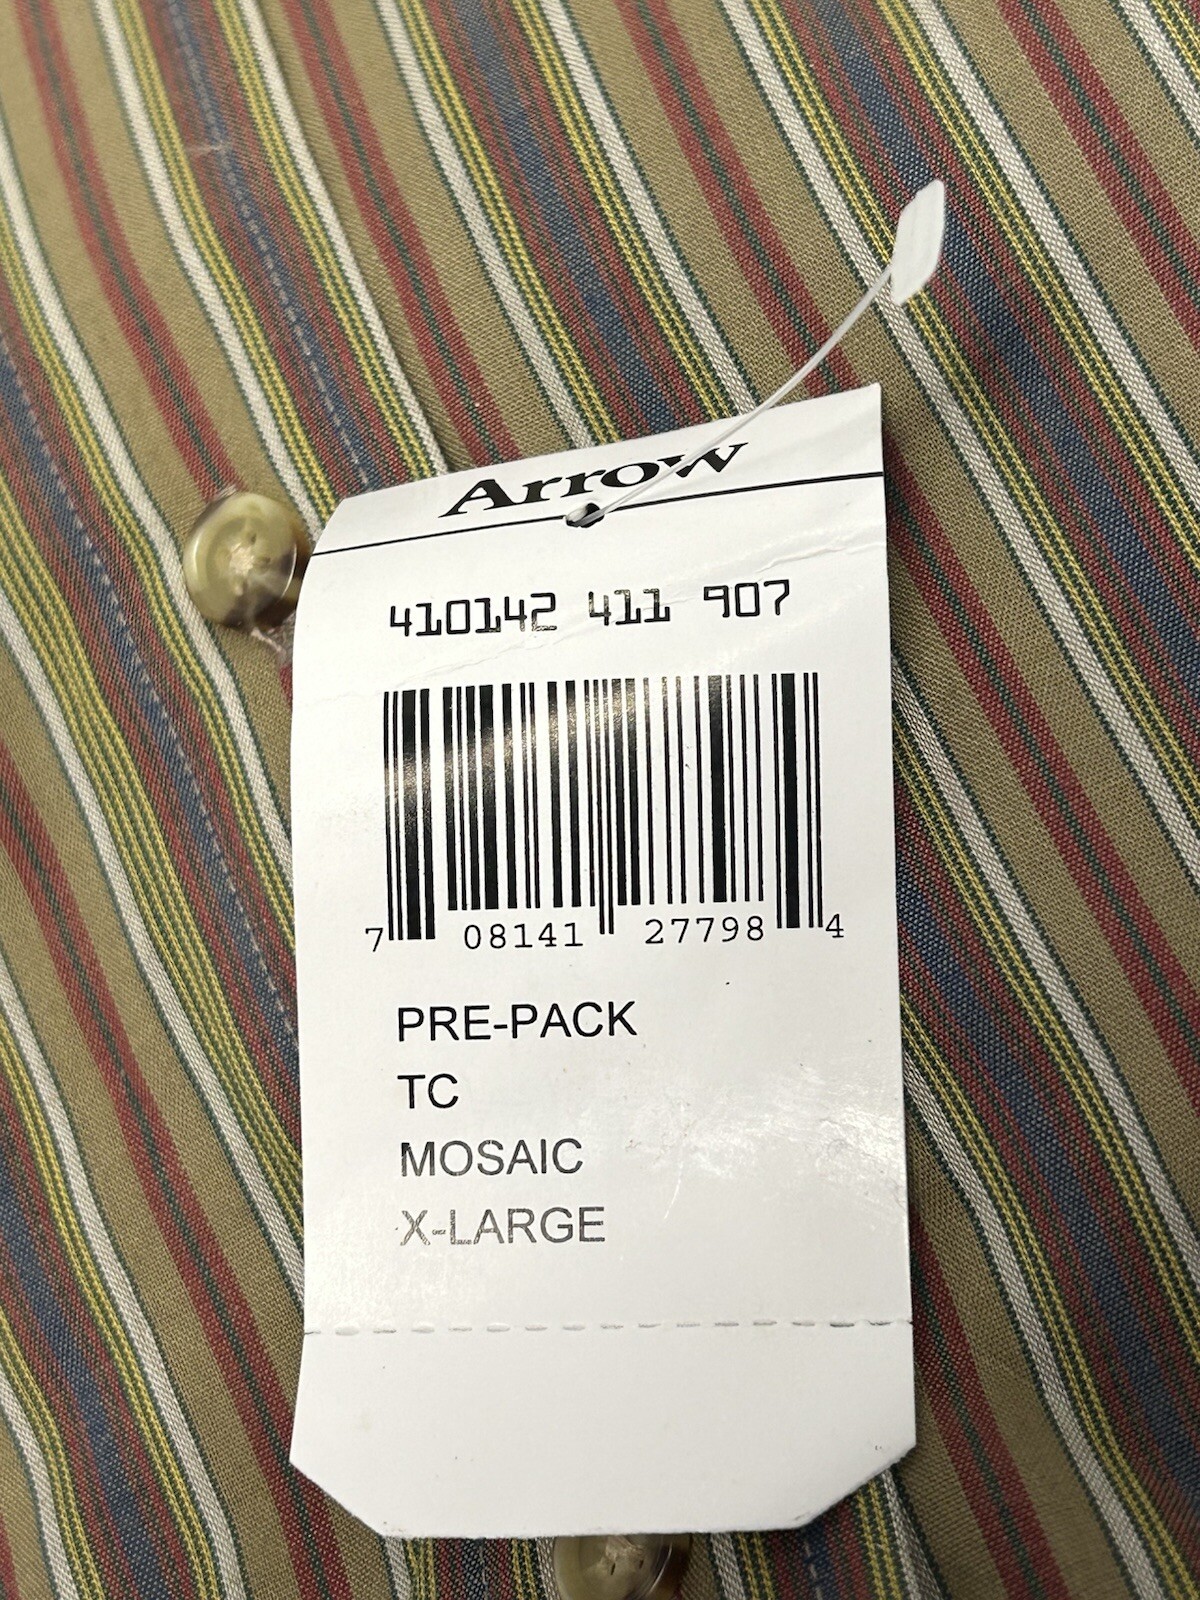 Arrow
410142 411 907
7 08141 27798 4
PRE-PACK
TC
MOSAIC
X-LARGE